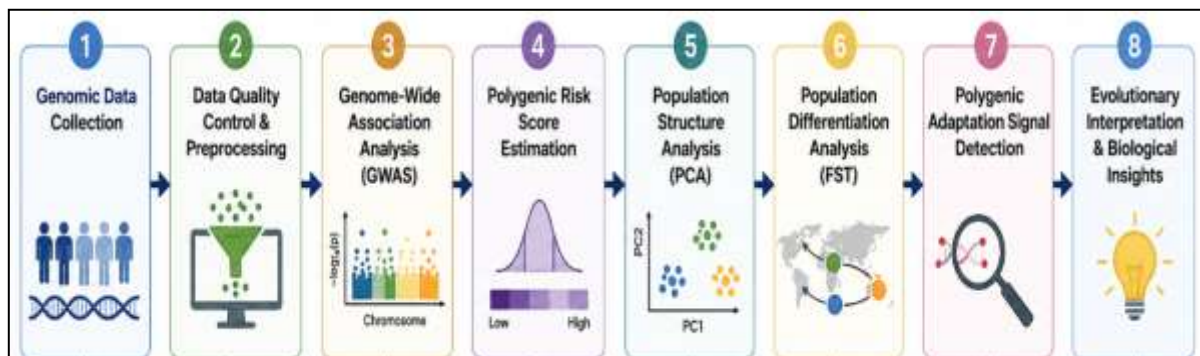 1
Genomic Data
Collection
2
Data Quality
Control &
Preprocessing
3
Genome-Wide
Association
Analysis
(GWAS)
-log₁₀(p)
Chromosome
4
Polygenic Risk
Score
Estimation
Low High
5
Population
Structure
Analysis
(PCA)
PC2
PC1
6
Population
Differentiation
Analysis
(FST)
7
Polygenic
Adaptation Signal
Detection
8
Evolutionary
Interpretation
& Biological
Insights